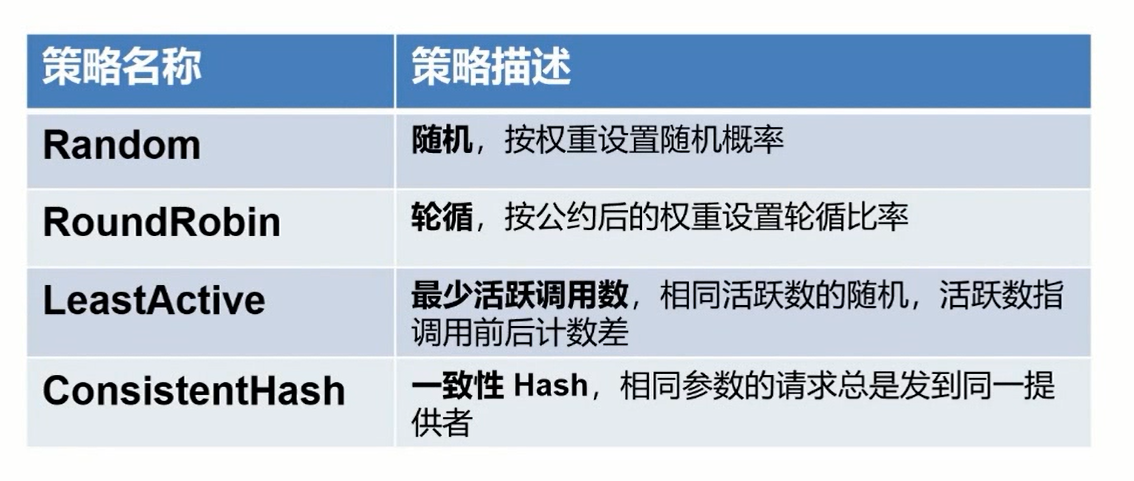 策略名称 策略描述
Random 随机，按权重设置随机概率
RoundRobin 轮循，按公约后的权重设置轮循比率
LeastActive 最少活跃调用数，相同活跃数的随机，活跃数指
调用前后计数差
ConsistentHash 一致性 Hash，相同参数的请求总是发到同一提
供者